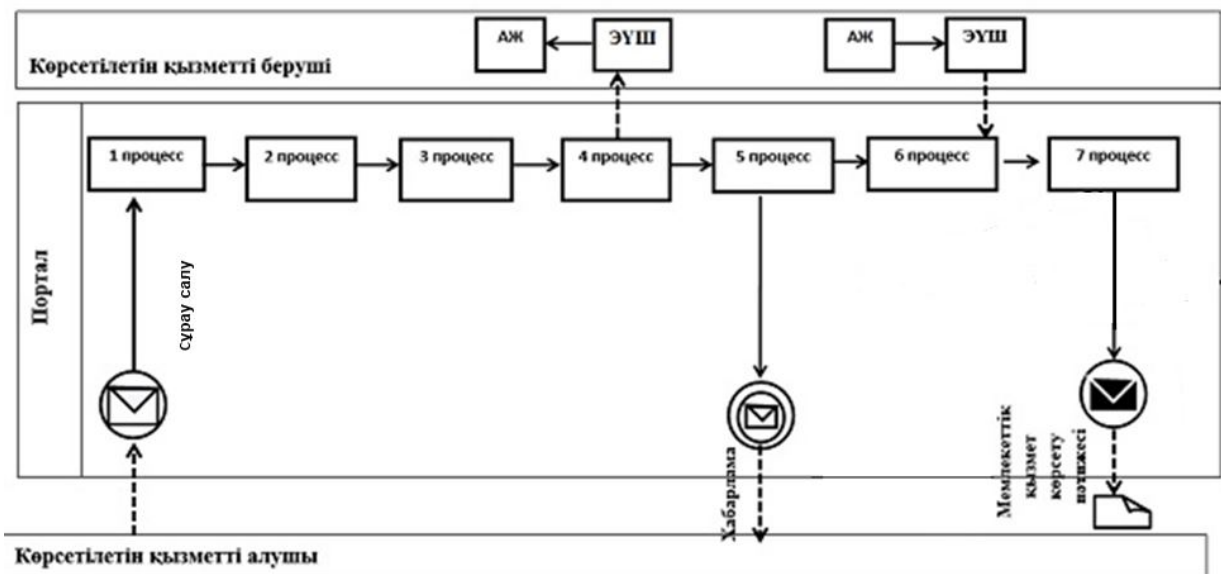 АЖ
ЭҮШ
АЖ
ЭҮШ
Көрсетілетін қызметті беруші
Портал
1 процесс
2 процесс
3 процесс
4 процесс
5 процесс
6 процесс
7 процесс
сұрау салу
Хабарлама
Мемлекеттік
қызмет
көрсету
нәтижесі
Көрсетілетін қызметті алушы